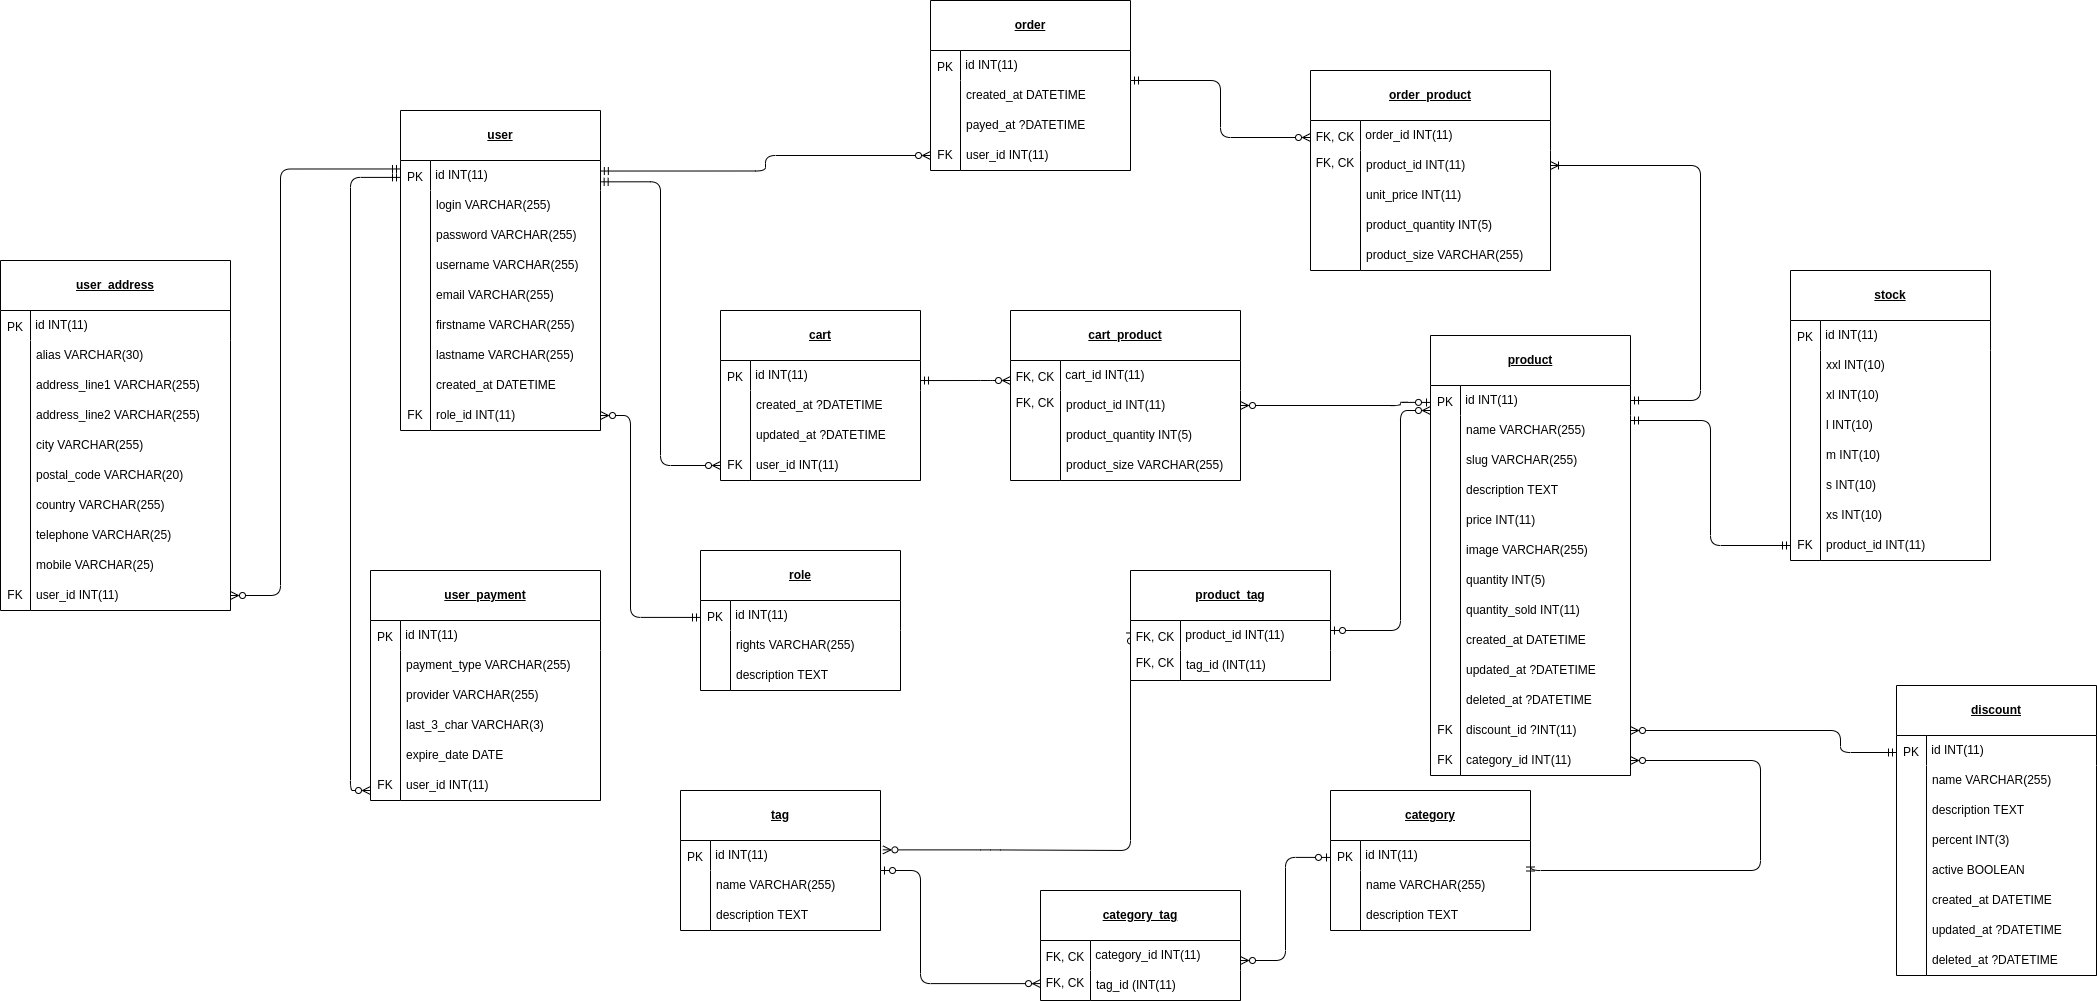 order
PK id INT(11)
created_at DATETIME
payed_at ?DATETIME
FK user_id INT(11)
order_product
FK, CK order_id INT(11)
FK, CK product_id INT(11)
unit_price INT(11)
product_quantity INT(5)
product_size VARCHAR(255)
user
PK id INT(11)
login VARCHAR(255)
password VARCHAR(255)
username VARCHAR(255)
email VARCHAR(255)
firstname VARCHAR(255)
lastname VARCHAR(255)
created_at DATETIME
FK role_id INT(11)
user_address
PK id INT(11)
alias VARCHAR(30)
address_line1 VARCHAR(255)
address_line2 VARCHAR(255)
city VARCHAR(255)
postal_code VARCHAR(20)
country VARCHAR(255)
telephone VARCHAR(25)
mobile VARCHAR(25)
FK user_id INT(11)
cart
PK id INT(11)
created_at ?DATETIME
updated_at ?DATETIME
FK user_id INT(11)
cart_product
FK, CK cart_id INT(11)
FK, CK product_id INT(11)
product_quantity INT(5)
product_size VARCHAR(255)
product
PK id INT(11)
name VARCHAR(255)
slug VARCHAR(255)
description TEXT
price INT(11)
image VARCHAR(255)
quantity INT(5)
quantity_sold INT(11)
created_at DATETIME
updated_at ?DATETIME
deleted_at ?DATETIME
FK discount_id ?INT(11)
FK category_id INT(11)
stock
PK id INT(11)
xxl INT(10)
xl INT(10)
l INT(10)
m INT(10)
s INT(10)
xs INT(10)
FK product_id INT(11)
user_payment
PK id INT(11)
payment_type VARCHAR(255)
provider VARCHAR(255)
last_3_char VARCHAR(3)
expire_date DATE
FK user_id INT(11)
role
PK id INT(11)
rights VARCHAR(255)
description TEXT
product_tag
FK, CK product_id INT(11)
FK, CK tag_id (INT(11)
discount
PK id INT(11)
name VARCHAR(255)
description TEXT
percent INT(3)
active BOOLEAN
created_at DATETIME
updated_at ?DATETIME
deleted_at ?DATETIME
tag
PK id INT(11)
name VARCHAR(255)
description TEXT
category
PK id INT(11)
name VARCHAR(255)
description TEXT
category_tag
FK, CK category_id INT(11)
FK, CK tag_id (INT(11)